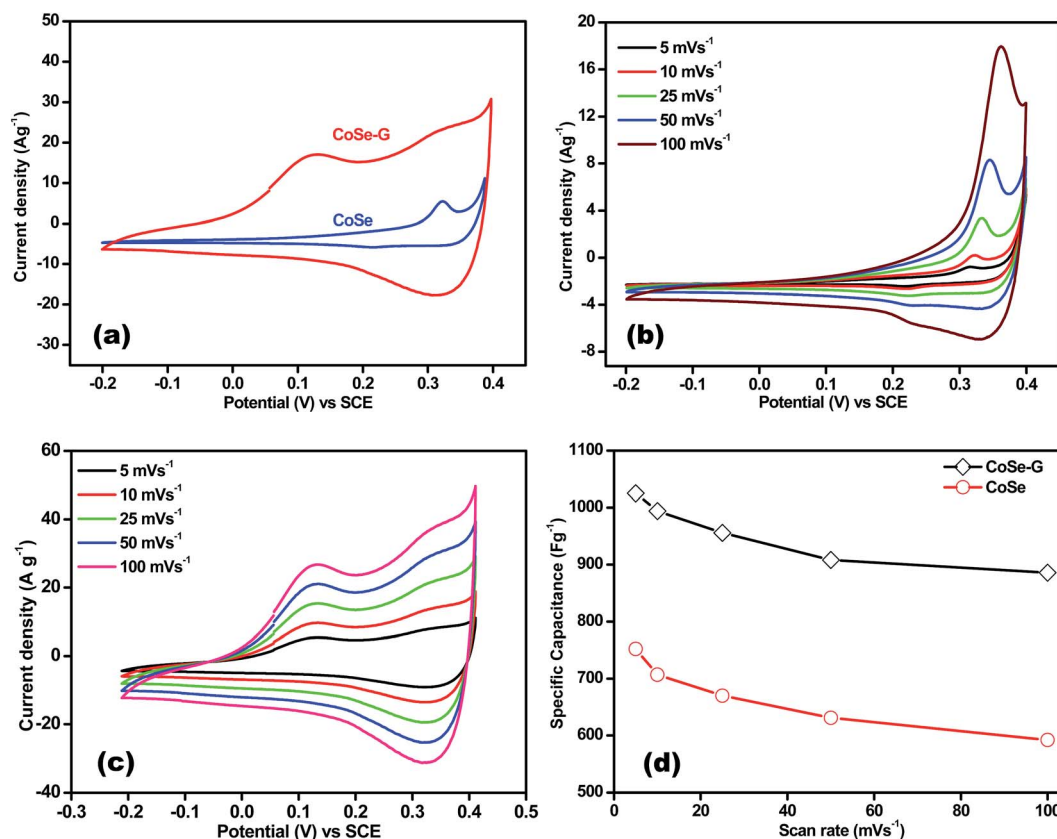 50
40
30
20
10
0
-10
-20
-30
Current density (Ag⁻¹)
CoSe-G
CoSe
(a)
-0.2 -0.1 0.0 0.1 0.2 0.3 0.4
Potential (V) vs SCE
20
16
12
8
4
0
-4
-8
Current density (Ag⁻¹)
5 mVs⁻¹
10 mVs⁻¹
25 mVs⁻¹
50 mVs⁻¹
100 mVs⁻¹
(b)
-0.2 -0.1 0.0 0.1 0.2 0.3 0.4
Potential (V) vs SCE
60
40
20
0
-20
-40
Current density (A g⁻¹)
5 mVs⁻¹
10 mVs⁻¹
25 mVs⁻¹
50 mVs⁻¹
100 mVs⁻¹
(c)
-0.3 -0.2 -0.1 0.0 0.1 0.2 0.3 0.4 0.5
Potential (V) vs SCE
1100
1000
900
800
700
600
500
Specific Capacitance (Fg⁻¹)
CoSe-G
CoSe
(d)
0 20 40 60 80 100
Scan rate (mVs⁻¹)